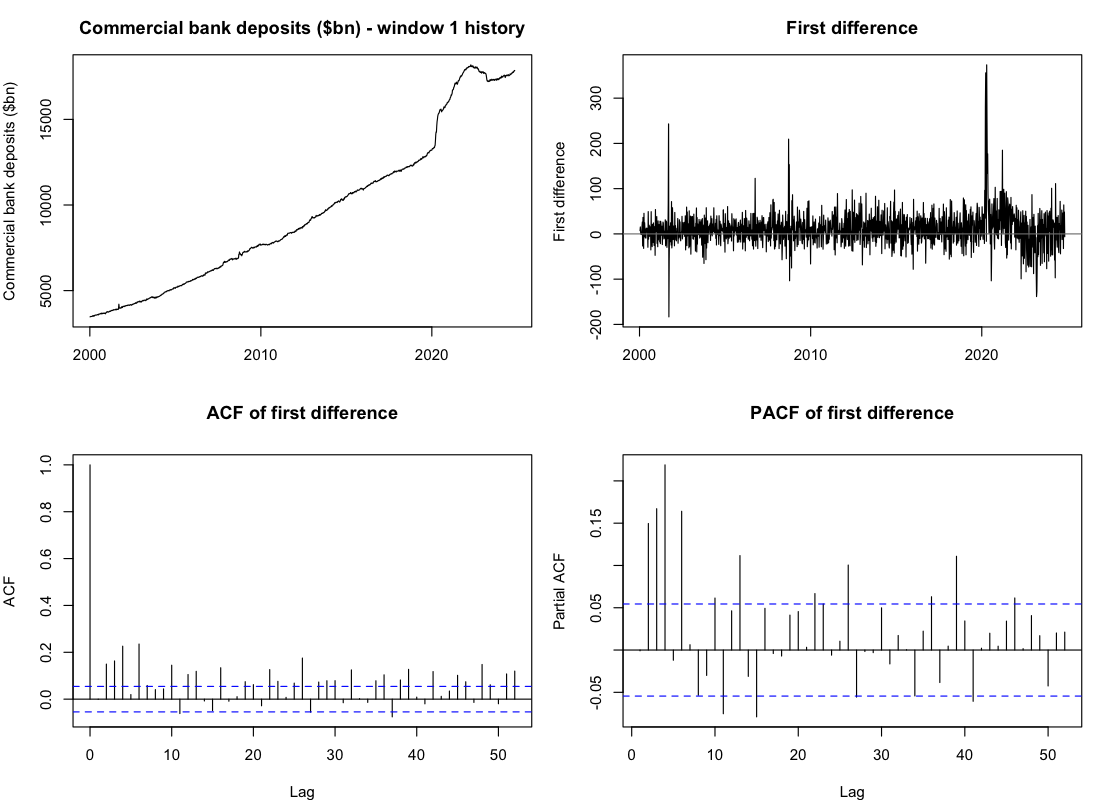 Commercial bank deposits ($bn) - window 1 history
Commercial bank deposits ($bn)
5000 10000 15000
2000 2010 2020
First difference
First difference
-200 -100 0 100 200 300
2000 2010 2020
ACF of first difference
ACF
0.0 0.2 0.4 0.6 0.8 1.0
0 10 20 30 40 50
Lag
PACF of first difference
Partial ACF
-0.05 0.05 0.15
0 10 20 30 40 50
Lag